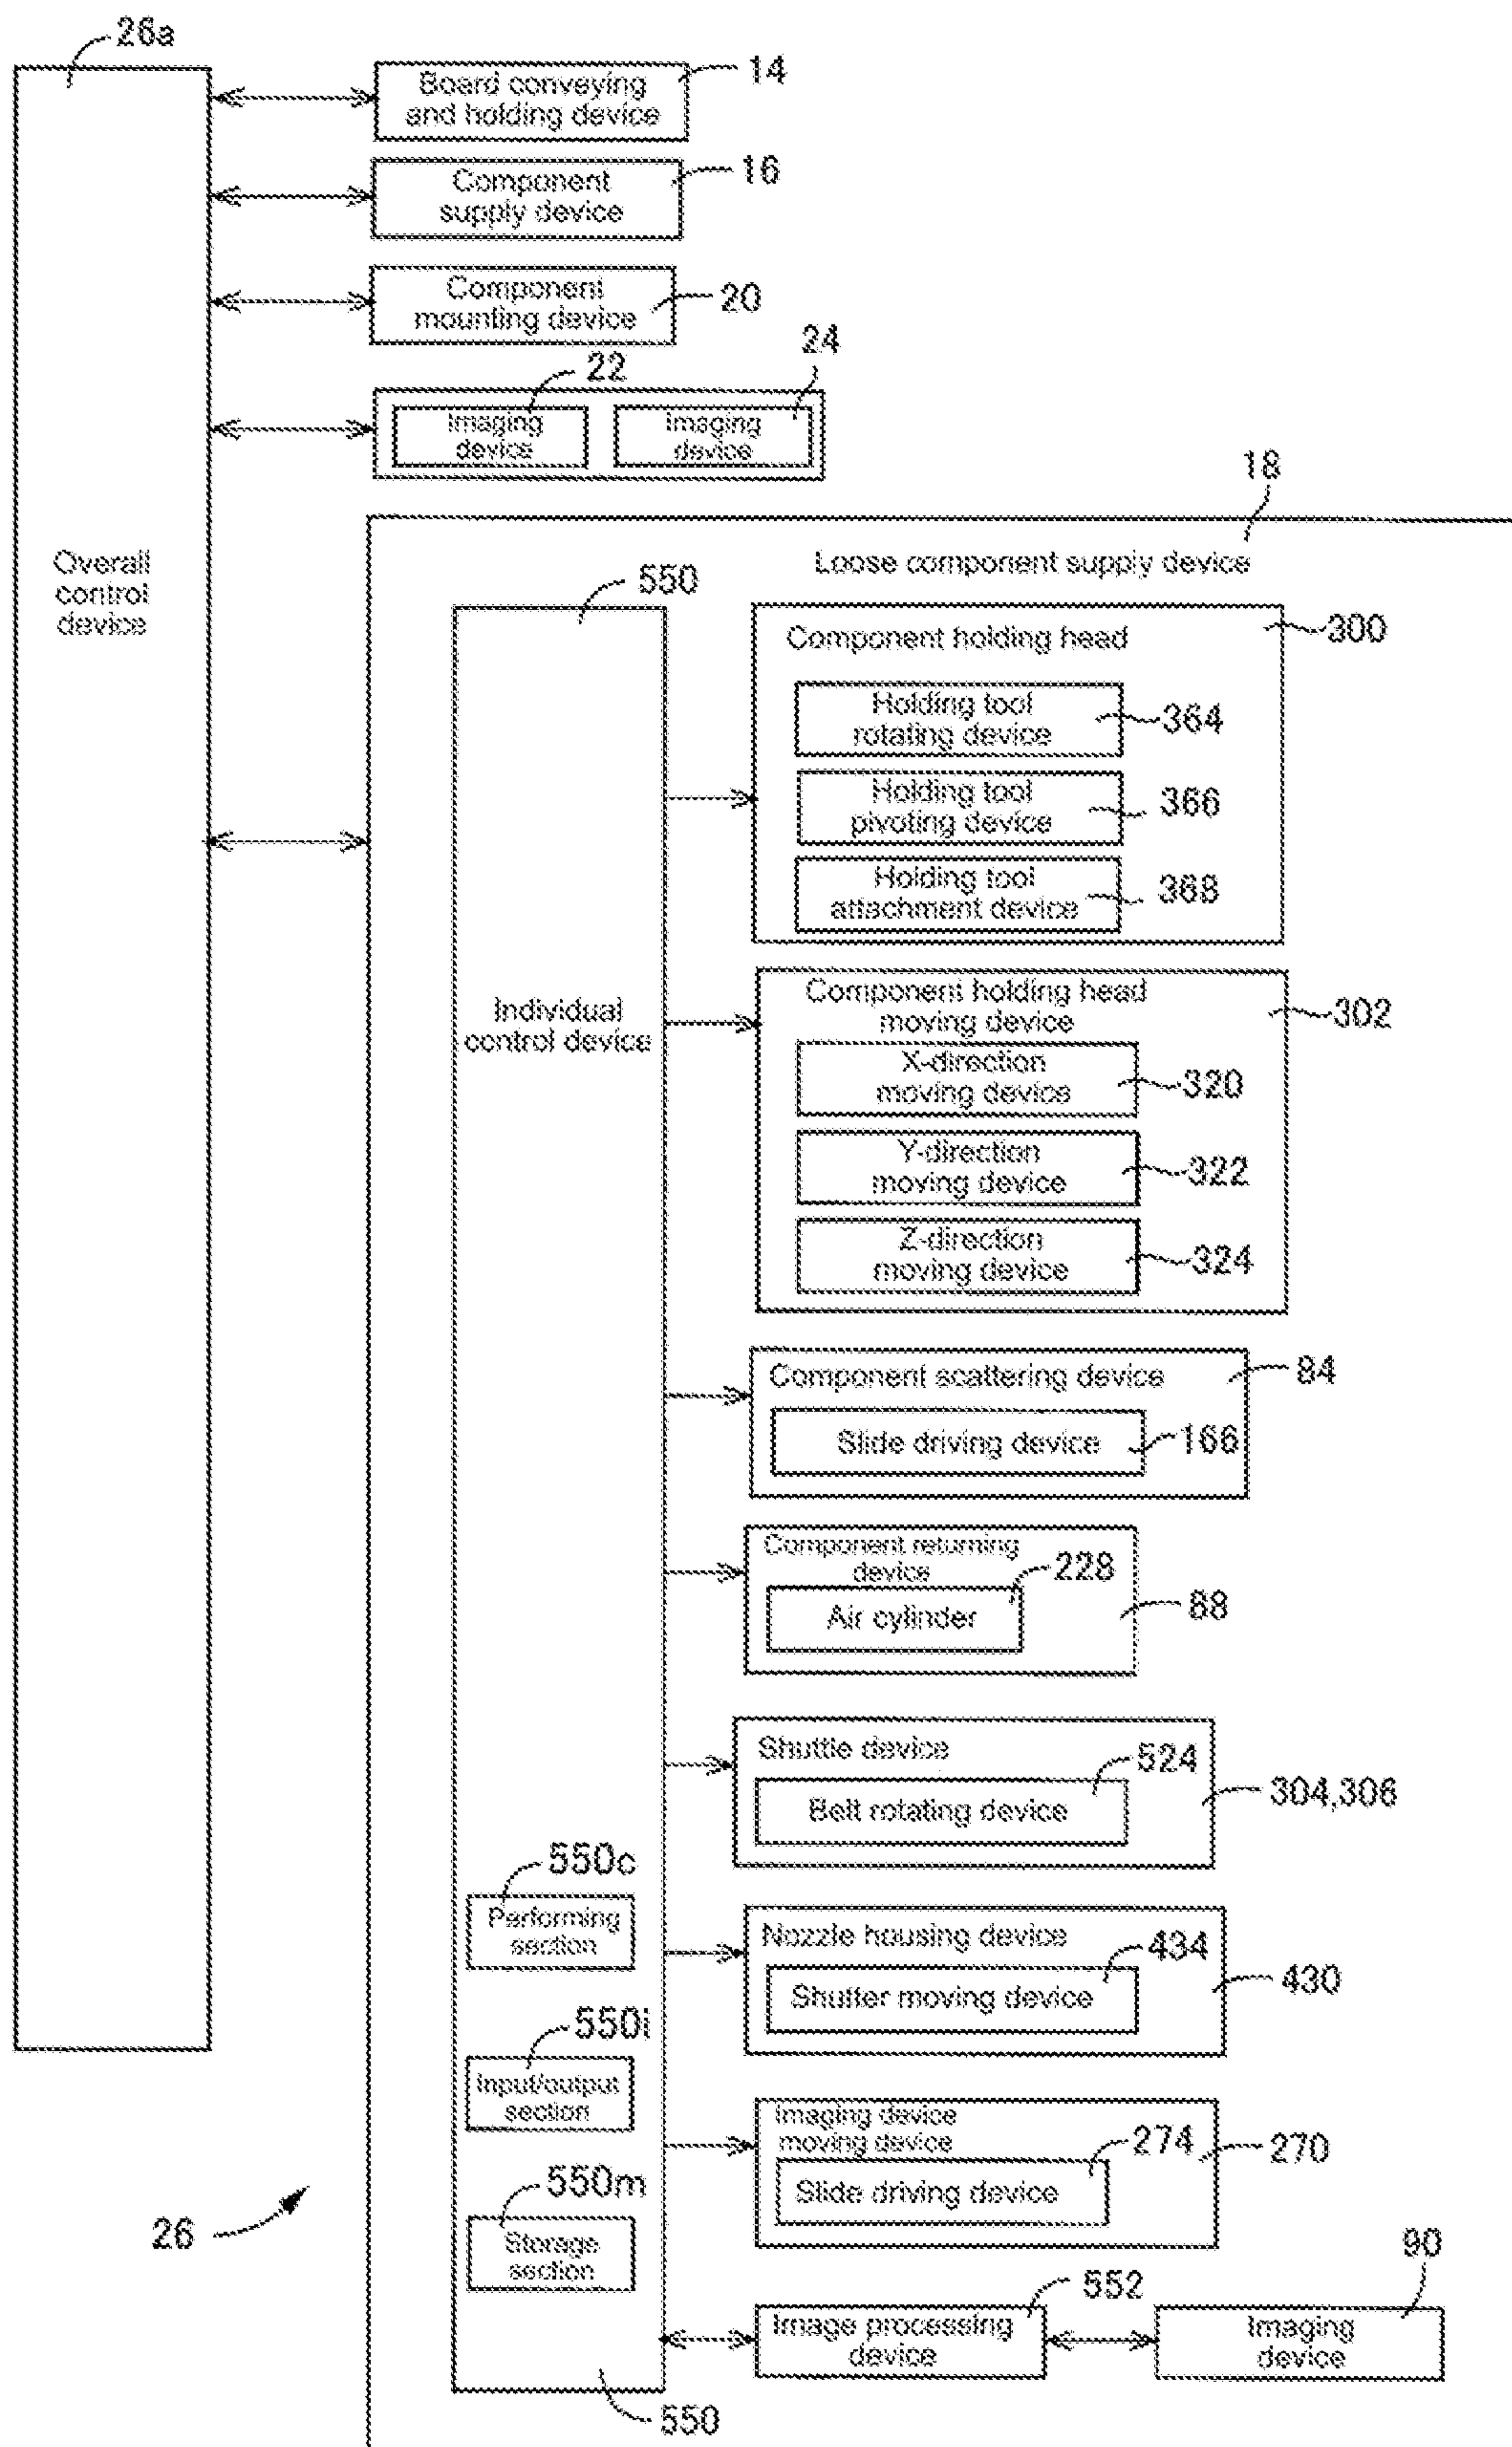 26a
Board conveying
and holding device
14
Component
supply device
16
Component
mounting device
20
22
24
Imaging
device
Imaging
device
18
Overall
control
device
Loose component supply device
550
Component holding head
300
Holding tool
rotating device
364
Holding tool
pivoting device
366
Holding tool
attachment device
368
Individual
control device
Component holding head
moving device
302
X-direction
moving device
320
Y-direction
moving device
322
Z-direction
moving device
324
Component scattering device
84
Slide driving device
166
Component returning
device
228
Air cylinder
88
Shuttle device
524
Belt rotating device
304,306
550c
Performing
section
Nozzle housing device
434
Shutter moving device
430
550i
Input/output
section
Imaging device
moving device
274
Slide driving device
270
550m
Storage
section
26
90
552
Image processing
device
Imaging
device
550